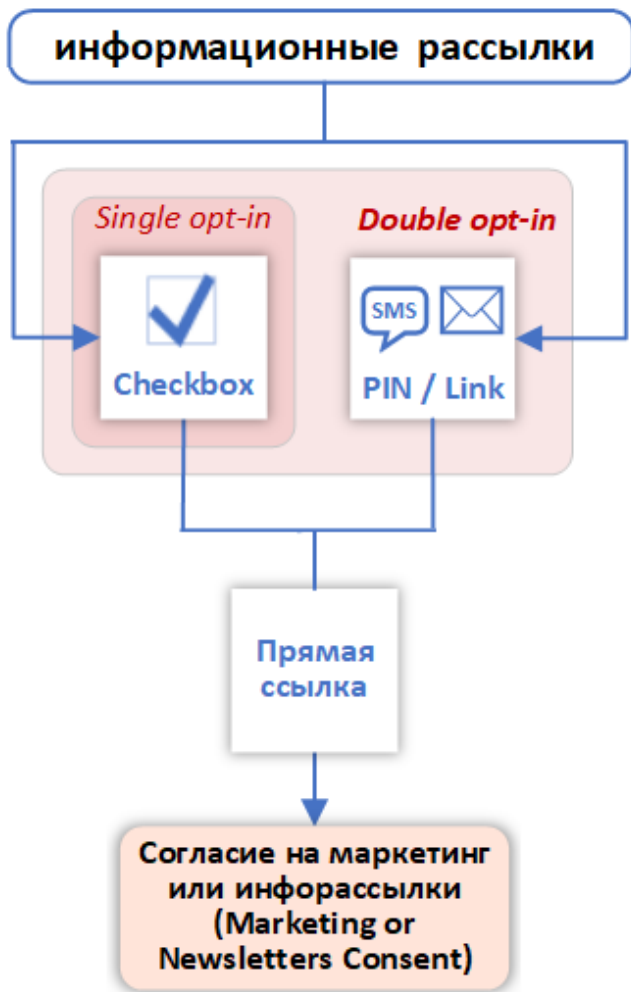 информационные рассылки
Single opt-in
Double opt-in
SMS
Checkbox
PIN / Link
Прямая
ссылка
Согласие на маркетинг
или инфорассылки
(Marketing or
Newsletters Consent)